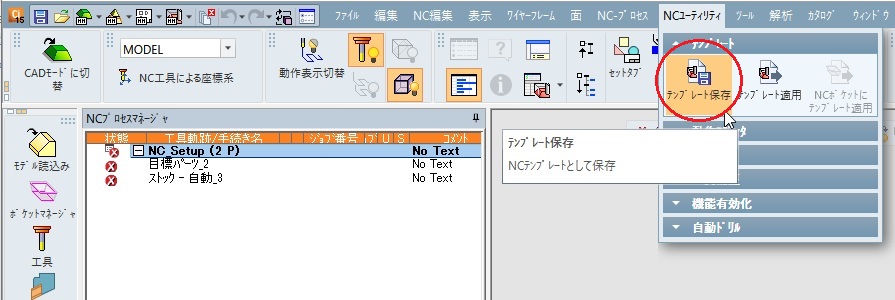 15 ファイル 編集 NC編集 表示 ワイヤーフレーム 面 NC-プロセス NCユーティリティ ツール 解析 カタログ ウィンドウ
テンプレート
MODEL
CADモードに切替
NC工具による座標系
動作表示切替
セットタブ
テンプレート保存
テンプレート適用
NCポケットにテンプレート適用
NCプロセスマネージャ
状態 工具軌跡/手続き名 ジョブ番号 U S コメント
NC_Setup (2 P) No Text
目標パーツ_2 No Text
ストック - 自動_3 No Text
モデル読込み
ポケットマネージャ
工具
テンプレート保存
NCテンプレートとして保存
機能有効化
自動ドリル